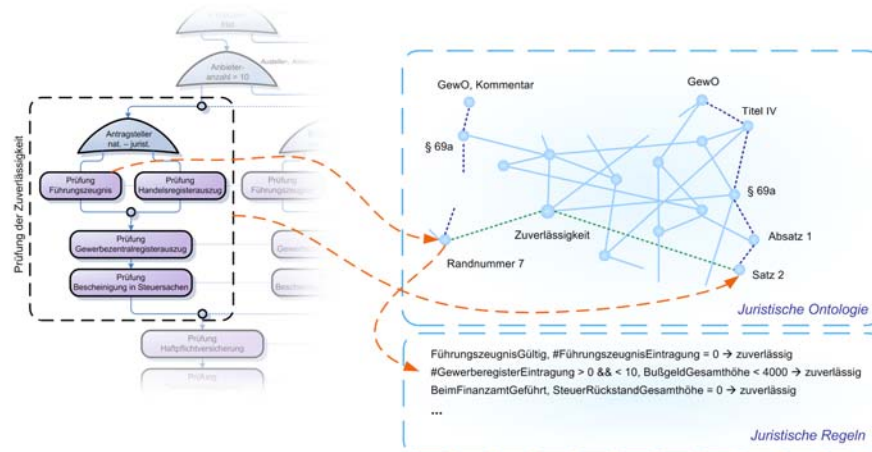 Anbieter-
anzahl = 10
Prüfung der Zuverlässigkeit
Antragsteller
nat. – jurist.
Prüfung
Führungszeugnis
Prüfung
Handelsregisterauszug
Prüfung
Gewerbezentralregisterauszug
Prüfung
Bescheinigung in Steuersachen
Prüfung
Haftpflichtversicherung
Prüfung
Prüfung
Führungszeugnis
GewO, Kommentar
§ 69a
Randnummer 7
Zuverlässigkeit
GewO
Titel IV
§ 69a
Absatz 1
Satz 2
Juristische Ontologie
FührungszeugnisGültig, #FührungszeugnisEintragung = 0 → zuverlässig
#GewerberegisterEintragung > 0 && < 10, BußgeldGesamthöhe < 4000 → zuverlässig
BeimFinanzamtGeführt, SteuerRückstandGesamthöhe = 0 → zuverlässig
...
Juristische Regeln